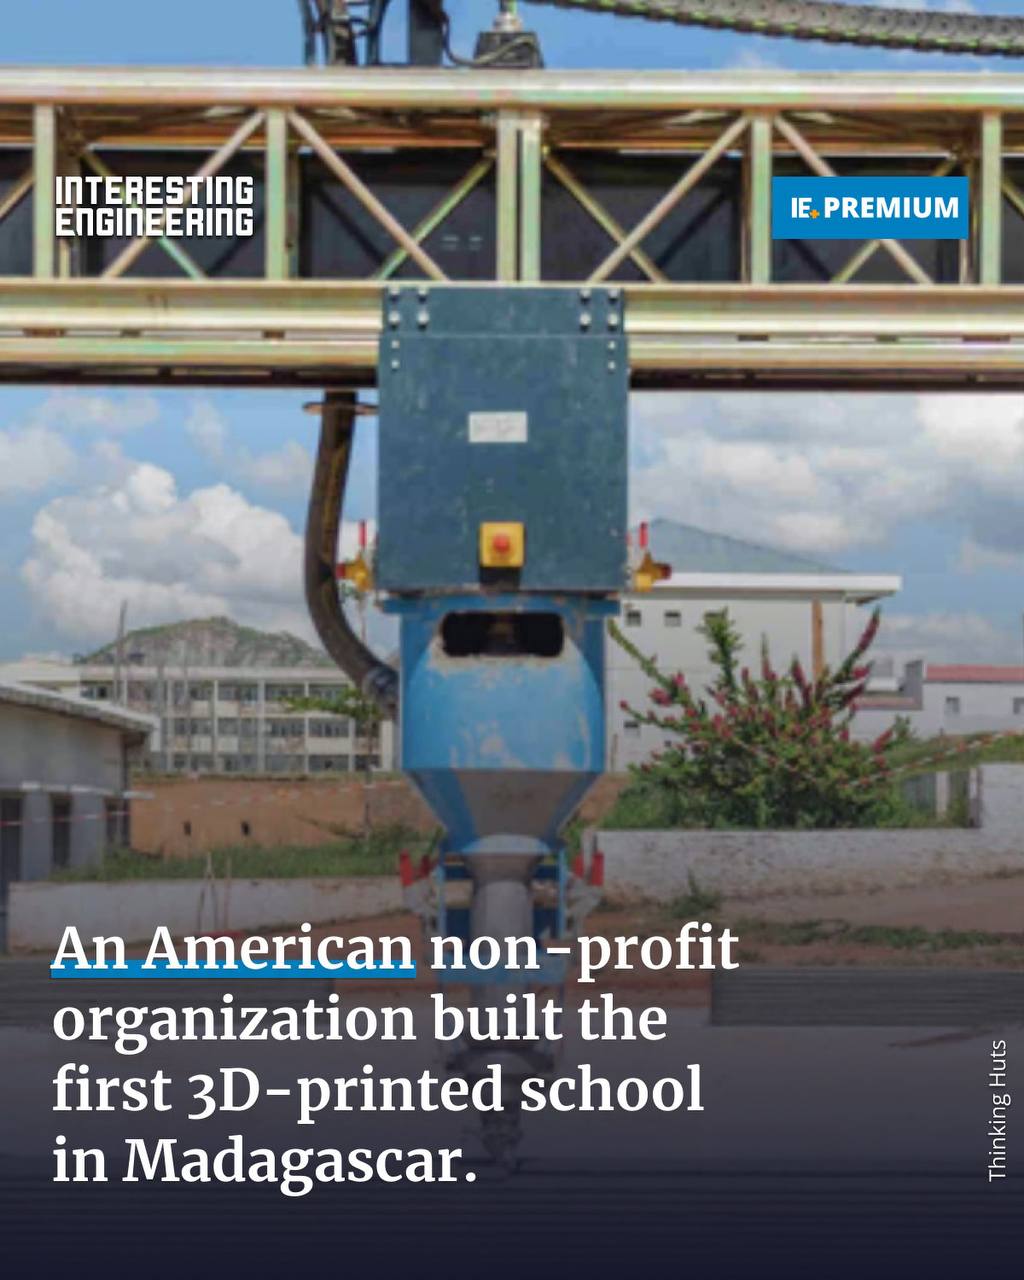 INTERESTING
ENGINEERING
IE+ PREMIUM
An American non-profit
organization built the
first 3D-printed school
in Madagascar.
Thinking Huts